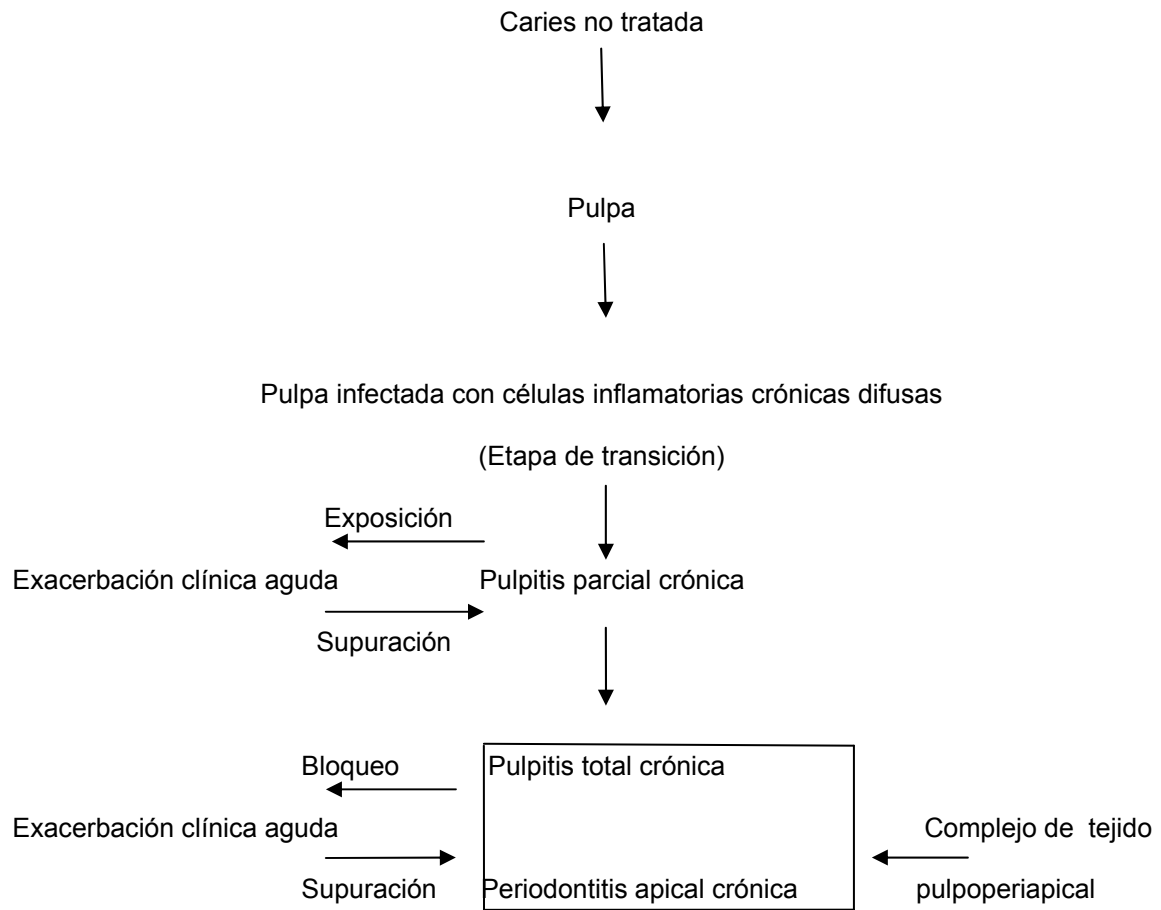 Caries no tratada
Pulpa
Pulpa infectada con células inflamatorias crónicas difusas
(Etapa de transición)
Exposición
Exacerbación clínica aguda
Pulpitis parcial crónica
Supuración
Bloqueo
Pulpitis total crónica
Exacerbación clínica aguda
Complejo de tejido
Supuración
Periodontitis apical crónica
pulpoperiapical